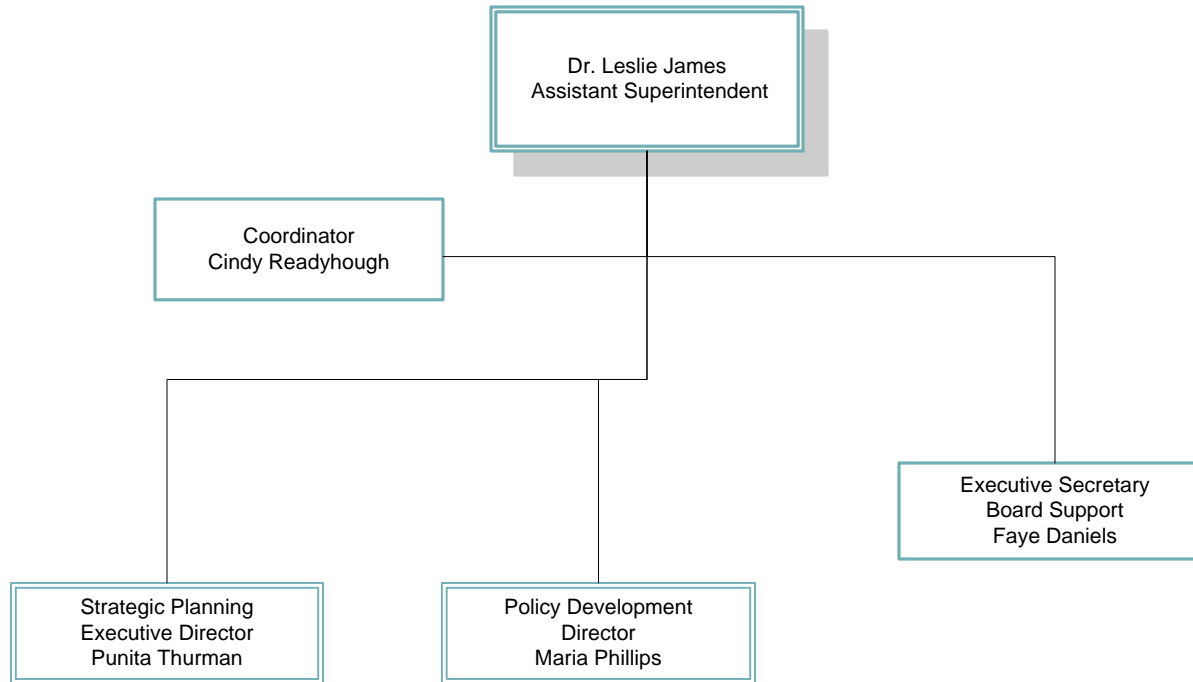 Dr. Leslie James
Assistant Superintendent
Coordinator
Cindy Readyhough
Executive Secretary
Board Support
Faye Daniels
Strategic Planning
Executive Director
Punita Thurman
Policy Development
Director
Maria Phillips